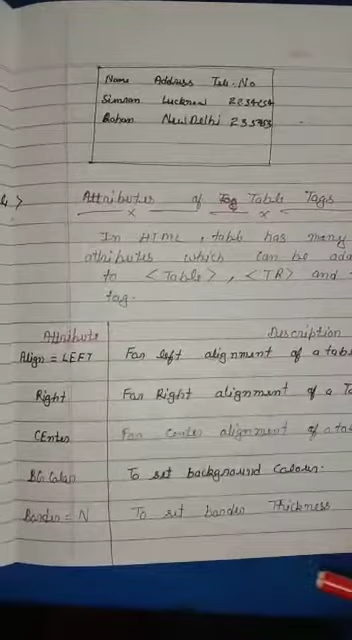 Name Address Tele.No
Simran Lucknow
Rohan New Delhi
Attributes of Table Tags
In HTML, table has many
attributes which can be
to <Table>, <TR> and
tag.
Attribute Description
Align = LEFT For left alignment of a
Right For Right alignment of a
CEnter For Center alignment of a
BG Color To set background Colour.
Border = N To set border Thickness